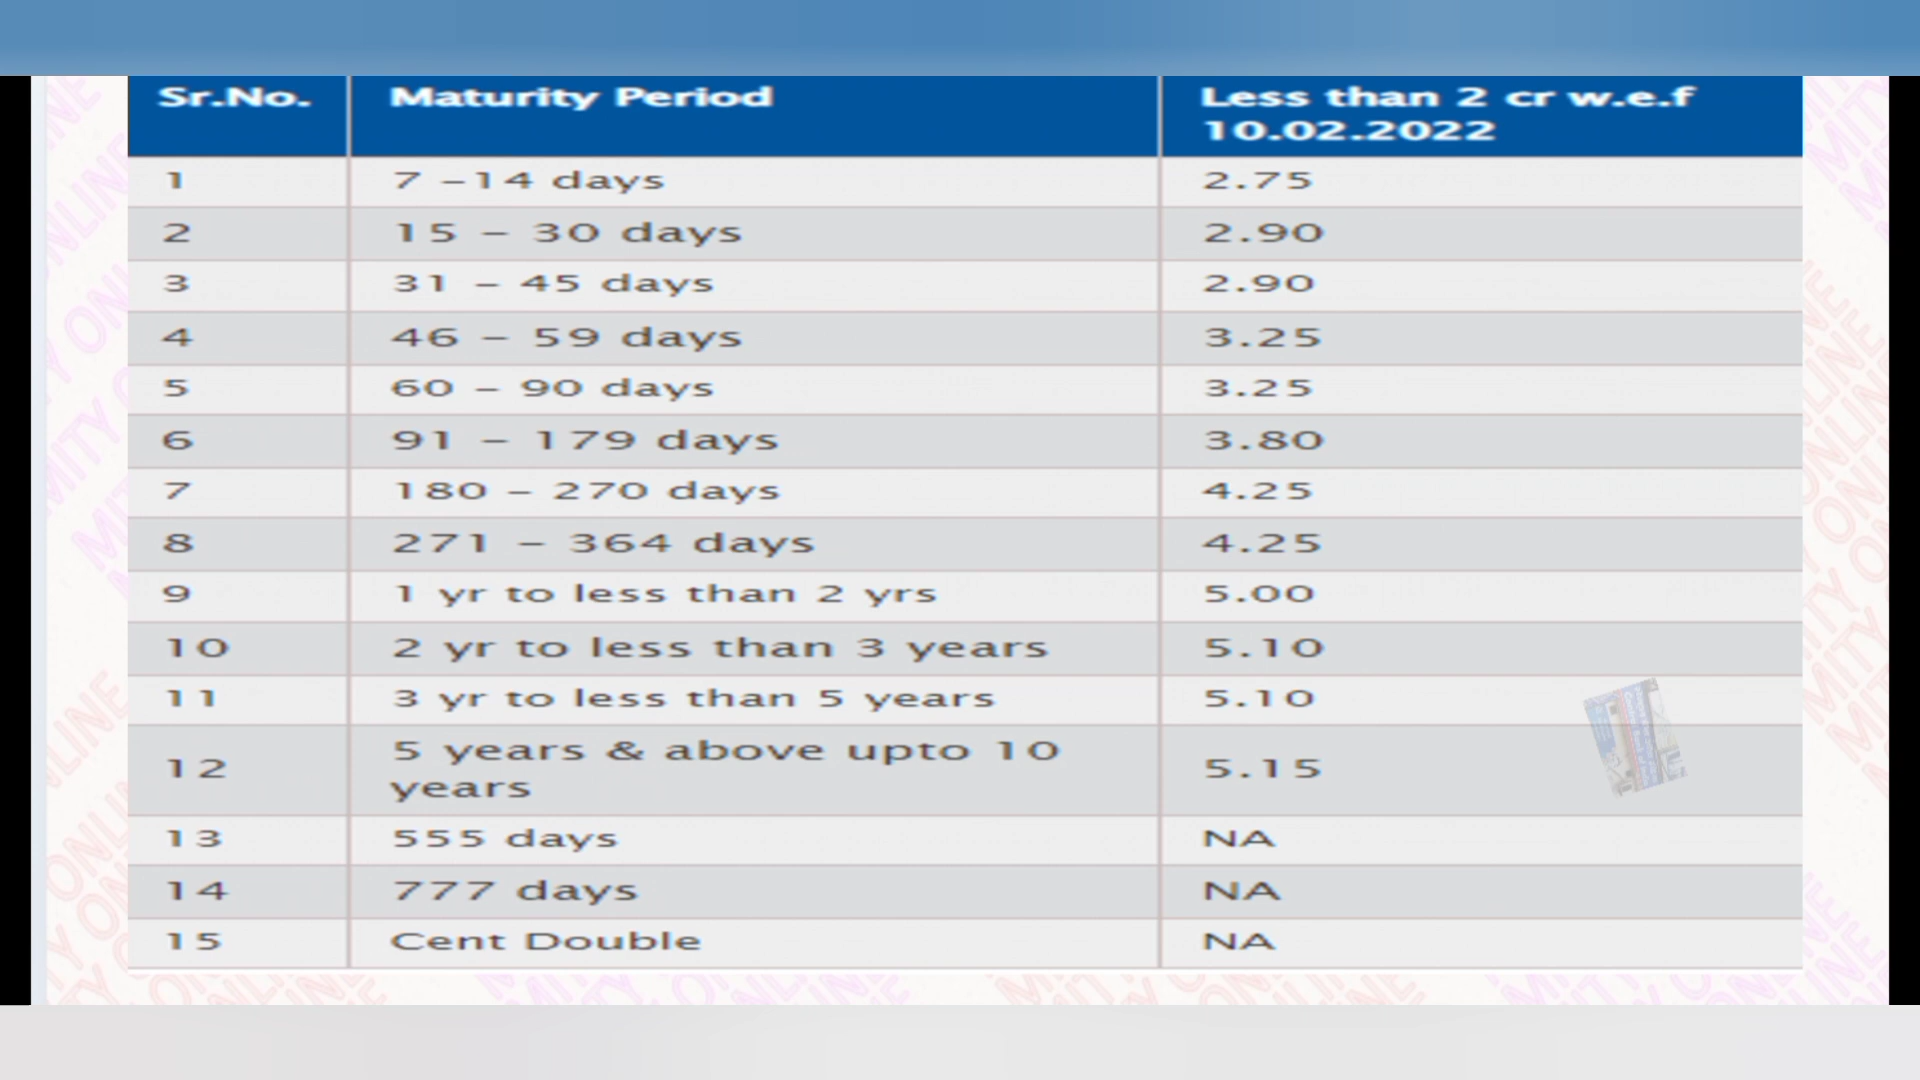 Sr.No. Maturity Period Less than 2 cr w.e.f
10.02.2022
1 7 –14 days 2.75
2 15 – 30 days 2.90
3 31 – 45 days 2.90
4 46 – 59 days 3.25
5 60 – 90 days 3.25
6 91 – 179 days 3.80
7 180 – 270 days 4.25
8 271 – 364 days 4.25
9 1 yr to less than 2 yrs 5.00
10 2 yr to less than 3 years 5.10
11 3 yr to less than 5 years 5.10
12 5 years & above upto 10 5.15
years
13 555 days NA
14 777 days NA
15 Cent Double NA